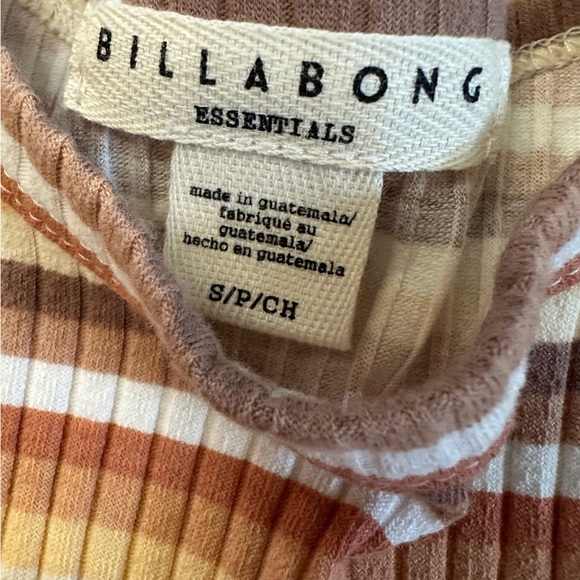 BILLABONG
ESSENTIALS
made in guatemala/
fabriqué au
guatemala/
hecho en guatemala
S/P/CH